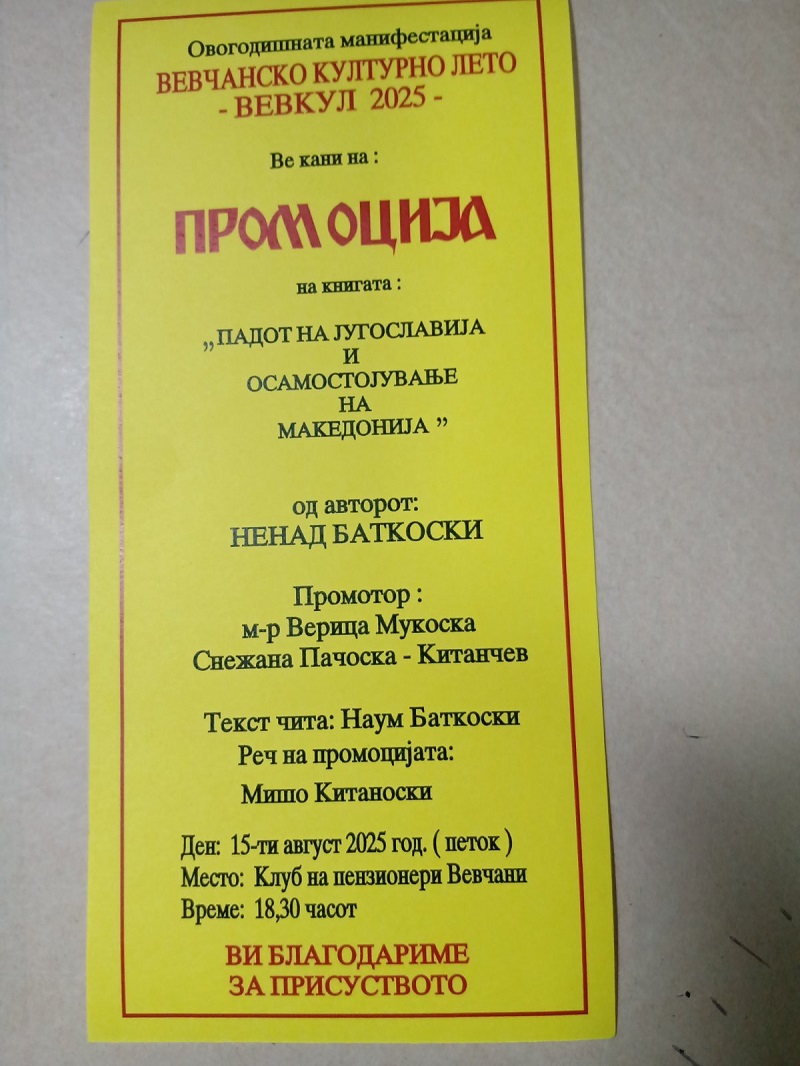 Овогодишната манифестација
ВЕВЧАНСКО КУЛТУРНО ЛЕТО
- ВЕВКУЛ 2025 -
Ве кани на :
ПРОМОЦИЈА
на книгата :
„ПАДОТ НА ЈУГОСЛАВИЈА
И
ОСАМОСТОЈУВАЊЕ
НА
МАКЕДОНИЈА ”
од авторот:
НЕНАД БАТКОСКИ
Промотор :
м-р Верица Мукоска
Снежана Пачоска - Китанчев
Текст чита: Наум Баткоски
Реч на промоцијата:
Мишо Китаноски
Ден: 15-ти август 2025 год. ( петок )
Место: Клуб на пензионери Вевчани
Време: 18,30 часот
ВИ БЛАГОДАРИМЕ
ЗА ПРИСУСТВОТО